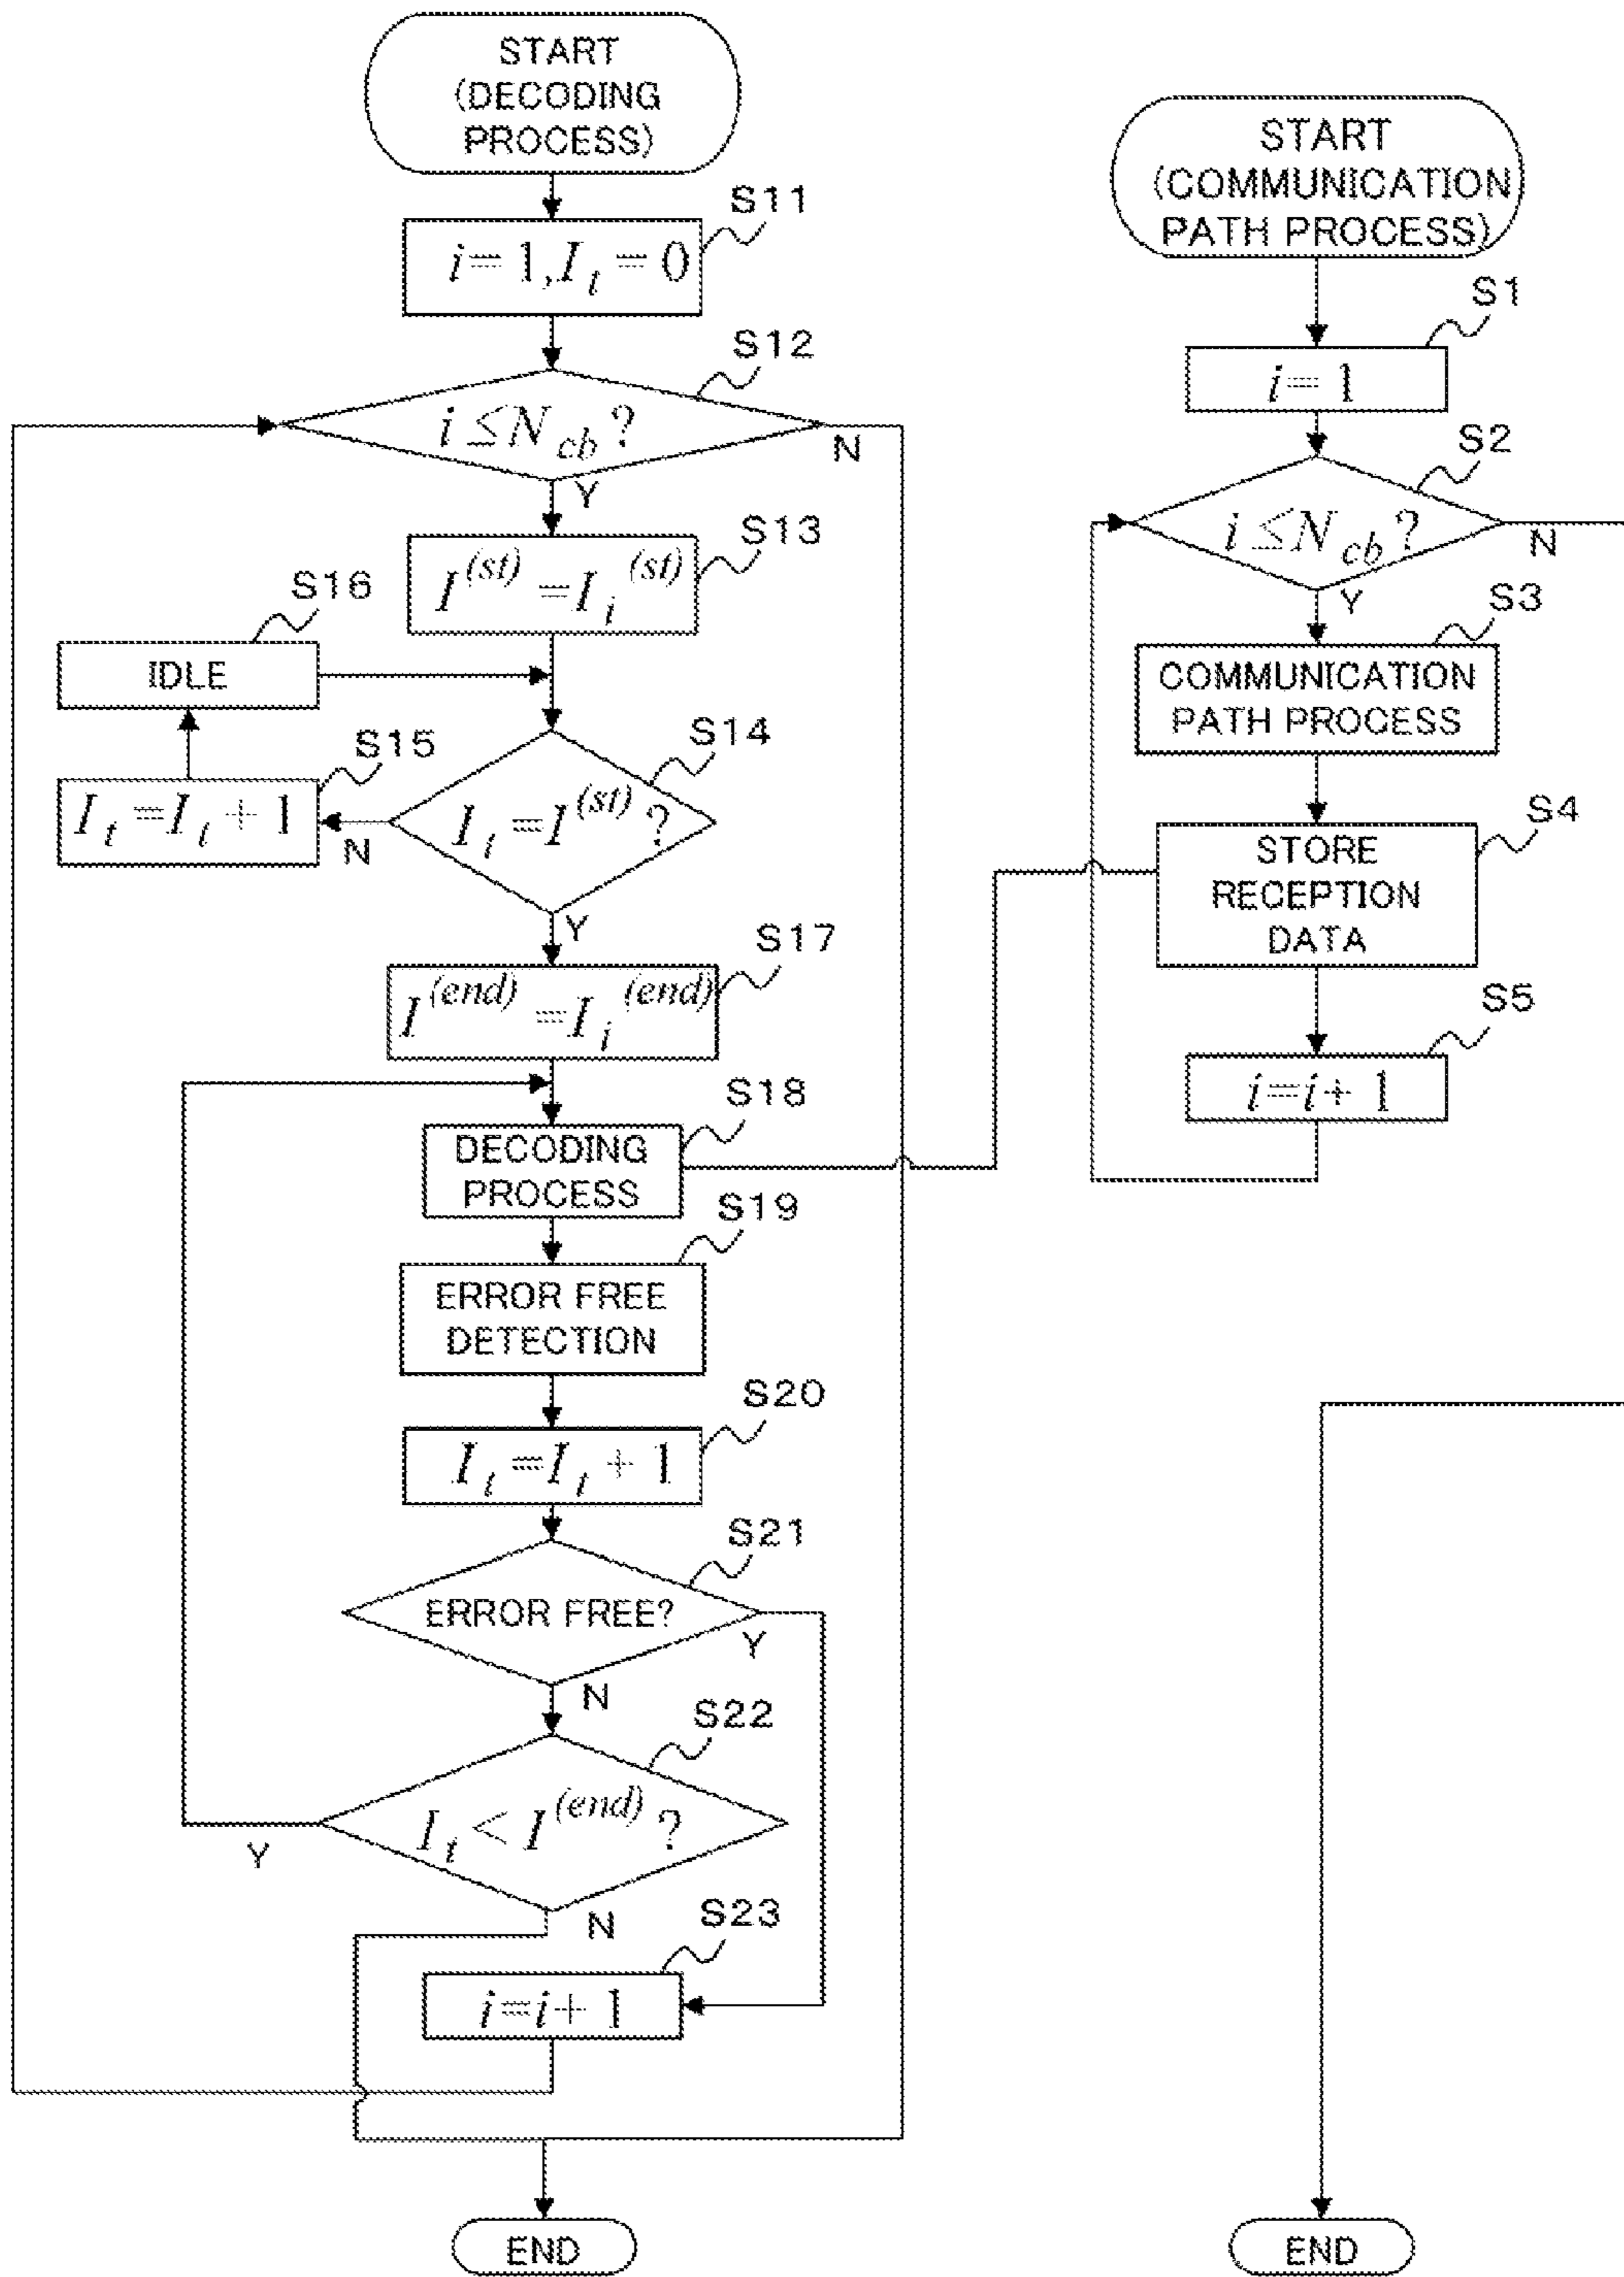 START
(DECODING
PROCESS)
S11
i=1,I_t=0
S12
i≤N_cb?
N
Y
S13
I^(st)=I_i^(st)
S16
IDLE
S15
I_t=I_t+1
S14
I_t=I^(st)?
N
Y
S17
I^(end)=I_i^(end)
S18
DECODING
PROCESS
S19
ERROR FREE
DETECTION
S20
I_t=I_t+1
S21
ERROR FREE?
Y
N
S22
I_t<I^(end)?
Y
N
S23
i=i+1
END
START
(COMMUNICATION
PATH PROCESS)
S1
i=1
S2
i≤N_cb?
N
Y
S3
COMMUNICATION
PATH PROCESS
S4
STORE
RECEPTION
DATA
S5
i=i+1
END